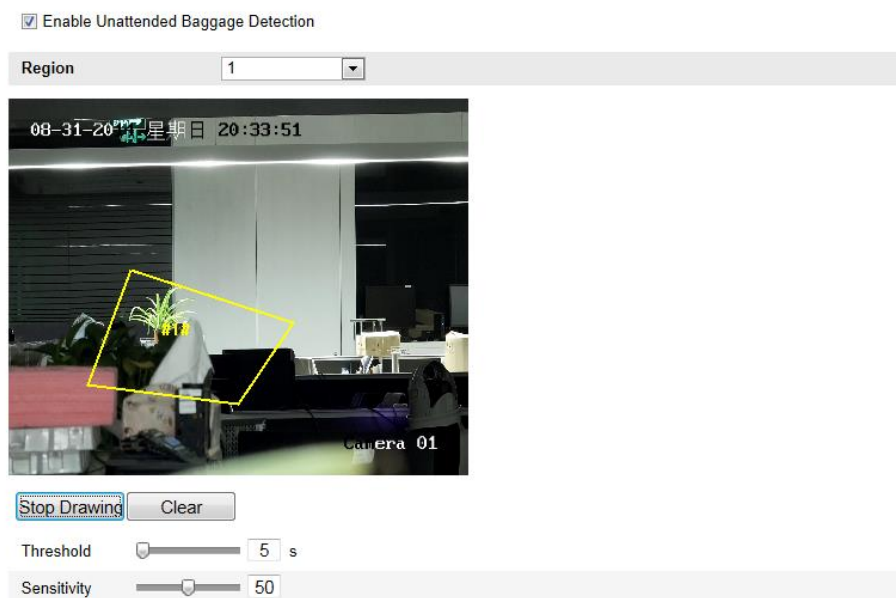 Enable Unattended Baggage Detection
Region 1
08-31-20 星期日 20:33:51
#1#
Camera 01
Stop Drawing Clear
Threshold 5 s
Sensitivity 50